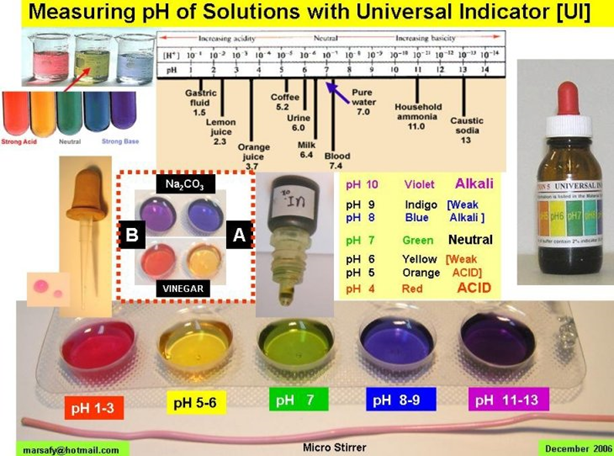 Measuring pH of Solutions with Universal Indicator [UI]
Increasing acidity Neutral Increasing basicity
[H⁺] 10⁻¹ 10⁻² 10⁻³ 10⁻⁴ 10⁻⁵ 10⁻⁶ 10⁻⁷ 10⁻⁸ 10⁻⁹ 10⁻¹⁰ 10⁻¹¹ 10⁻¹² 10⁻¹³ 10⁻¹⁴
pH 1 2 3 4 5 6 7 8 9 10 11 12 13 14
Gastric
fluid
1.5
Lemon
juice
2.3
Orange
juice
3.7
Coffee
5.2
Urine
6.0
Milk
6.4
Blood
7.4
Pure
water
7.0
Household
ammonia
11.0
Caustic
sodia
13
Strong Acid Neutral Strong Base
Na₂CO₃
B A
VINEGAR
UI
pH 10 Violet Alkali
pH 9 Indigo [Weak
pH 8 Blue Alkali ]
pH 7 Green Neutral
pH 6 Yellow [Weak
pH 5 Orange ACID]
pH 4 Red ACID
UNIVERSAL
pH6 pH7
pH 1-3 pH 5-6 pH 7 pH 8-9 pH 11-13
Micro Stirrer
marsafy@hotmail.com December 2006